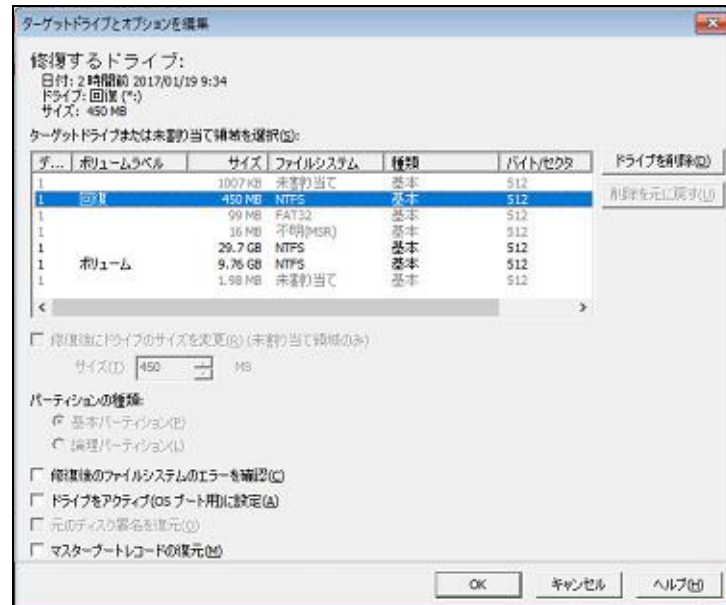 ターゲットドライブとオプションを編集
修復するドライブ:
日付: 2 時間前 2017/01/19 9:34
ドライブ: 回復 (*:)
サイズ: 450 MB
ターゲットドライブまたは未割り当て領域を選択(S):
デ... ボリュームラベル サイズ ファイルシステム 種類 バイト/セクタ
1 1007 KB 未割り当て 基本 512
1 回復 450 MB NTFS 基本 512
1 99 MB FAT32 基本 512
1 16 MB 不明(MSR) 基本 512
1 29.7 GB NTFS 基本 512
1 ボリューム 9.76 GB NTFS 基本 512
1 1.98 MB 未割り当て 基本 512
ドライブを削除(D)
削除を元に戻す(U)
修復後にドライブのサイズを変更(R) (未割り当て領域のみ)
サイズ(T) 450 MB
パーティションの種類:
基本パーティション(P)
論理パーティション(L)
修復後のファイルシステムのエラーを確認(C)
ドライブをアクティブ(OS ブート用)に設定(A)
元のディスク署名を復元(O)
マスターブートレコードの復元(M)
OK キャンセル ヘルプ(H)